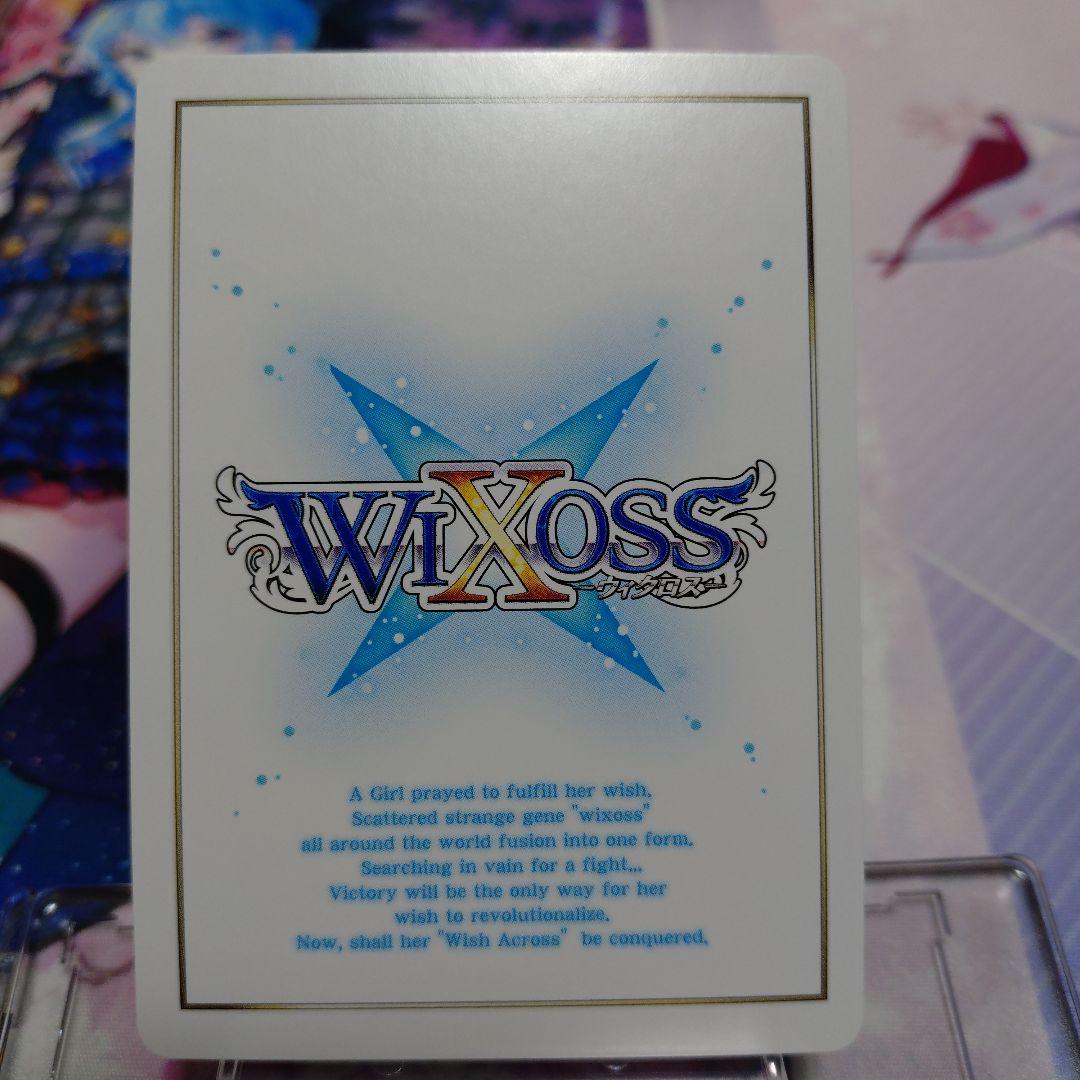 WIXOSS
－ウィクロス－
A Girl prayed to fulfill her wish.
Scattered strange gene "wixoss"
all around the world fusion into one form.
Searching in vain for a fight...
Victory will be the only way for her
wish to revolutionalize.
Now, shall her "Wish Across" be conquered.